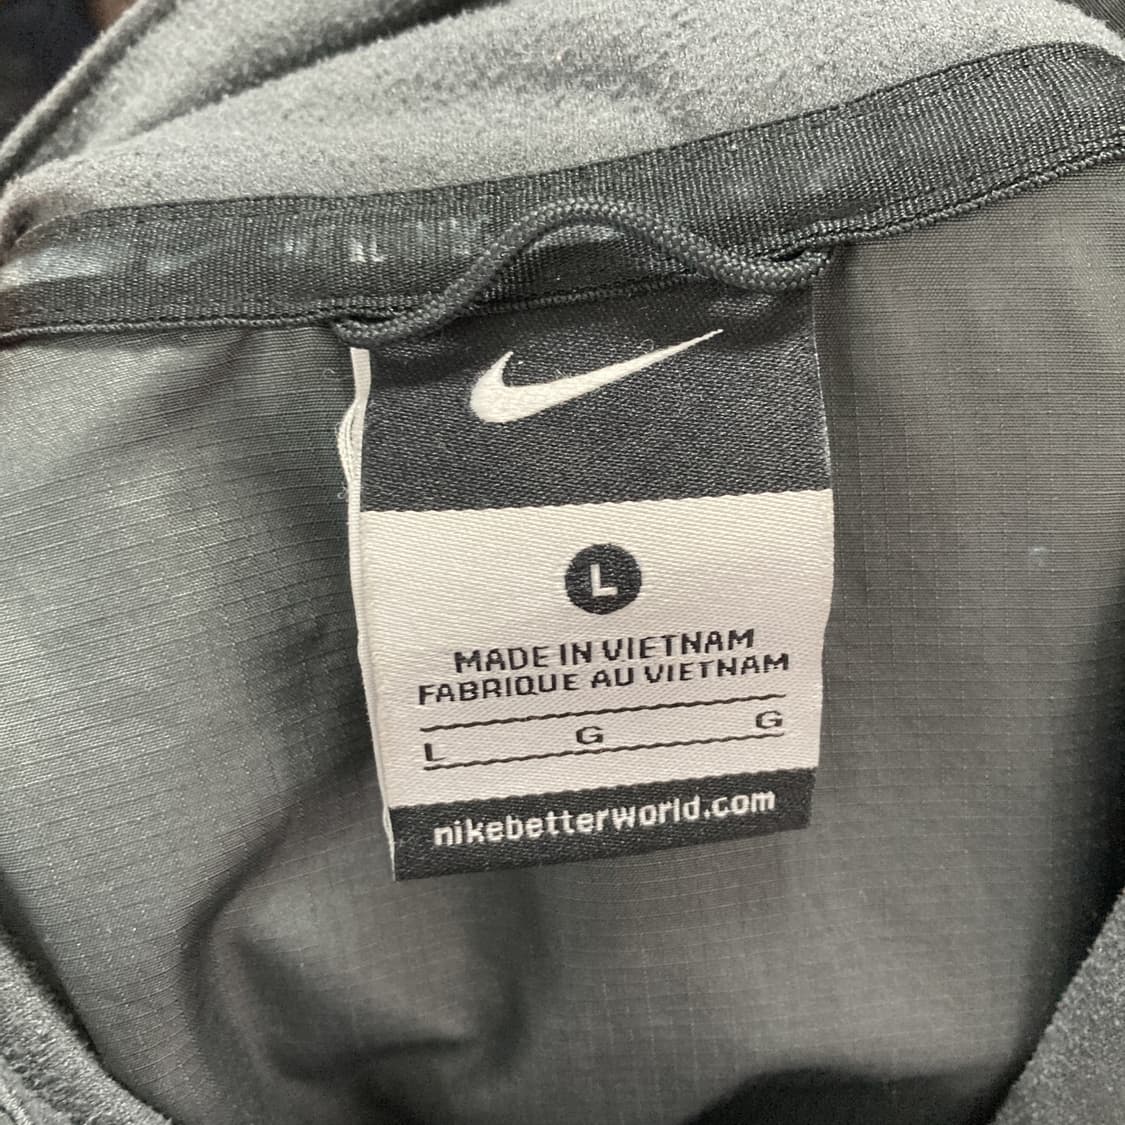 L
MADE IN VIETNAM
FABRIQUE AU VIETNAM
L G G
nikebetterworld.com